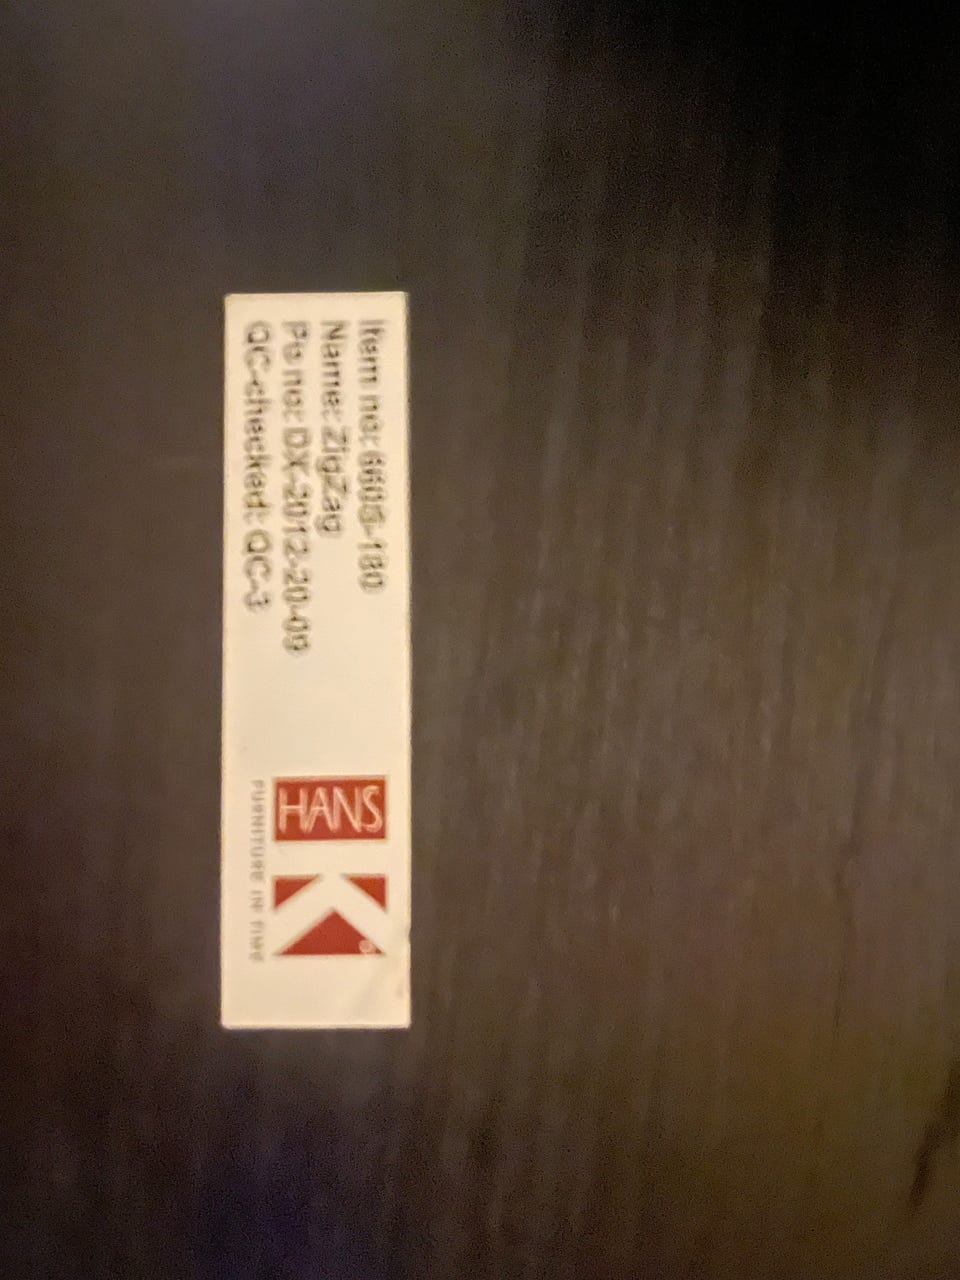 Item no: 6605-180
Name: ZigZag
Po no: DX-2012-20-09
QC-checked: QC-3
HANS
K
FURNITURE IN TIME